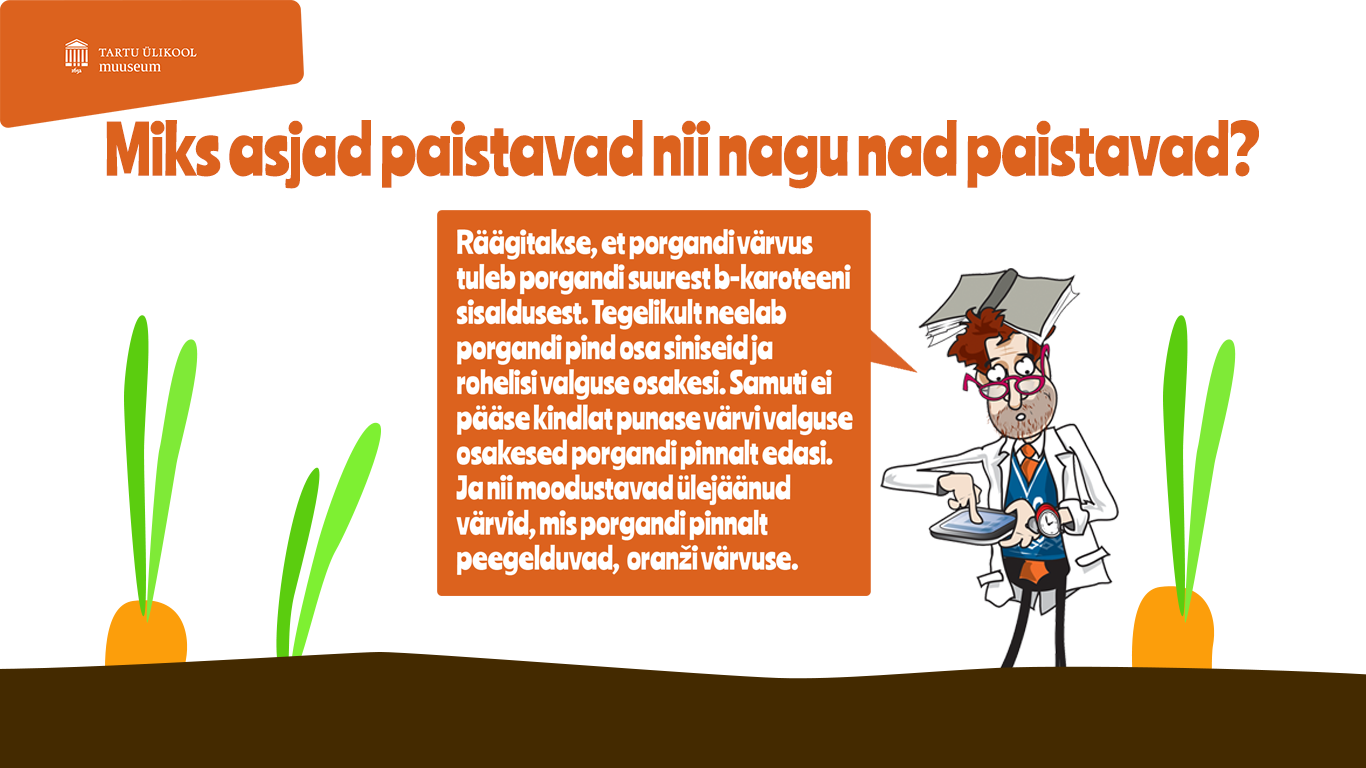 TARTU ÜLIKOOL
muuseum
1632
Miks asjad paistavad nii nagu nad paistavad?
Räägitakse, et porgandi värvus
tuleb porgandi suurest b-karoteeni
sisaldusest. Tegelikult neelab
porgandi pind osa siniseid ja
rohelisi valguse osakesi. Samuti ei
pääse kindlat punase värvi valguse
osakesed porgandi pinnalt edasi.
Ja nii moodustavad ülejäänud
värvid, mis porgandi pinnalt
peegelduvad, oranži värvuse.